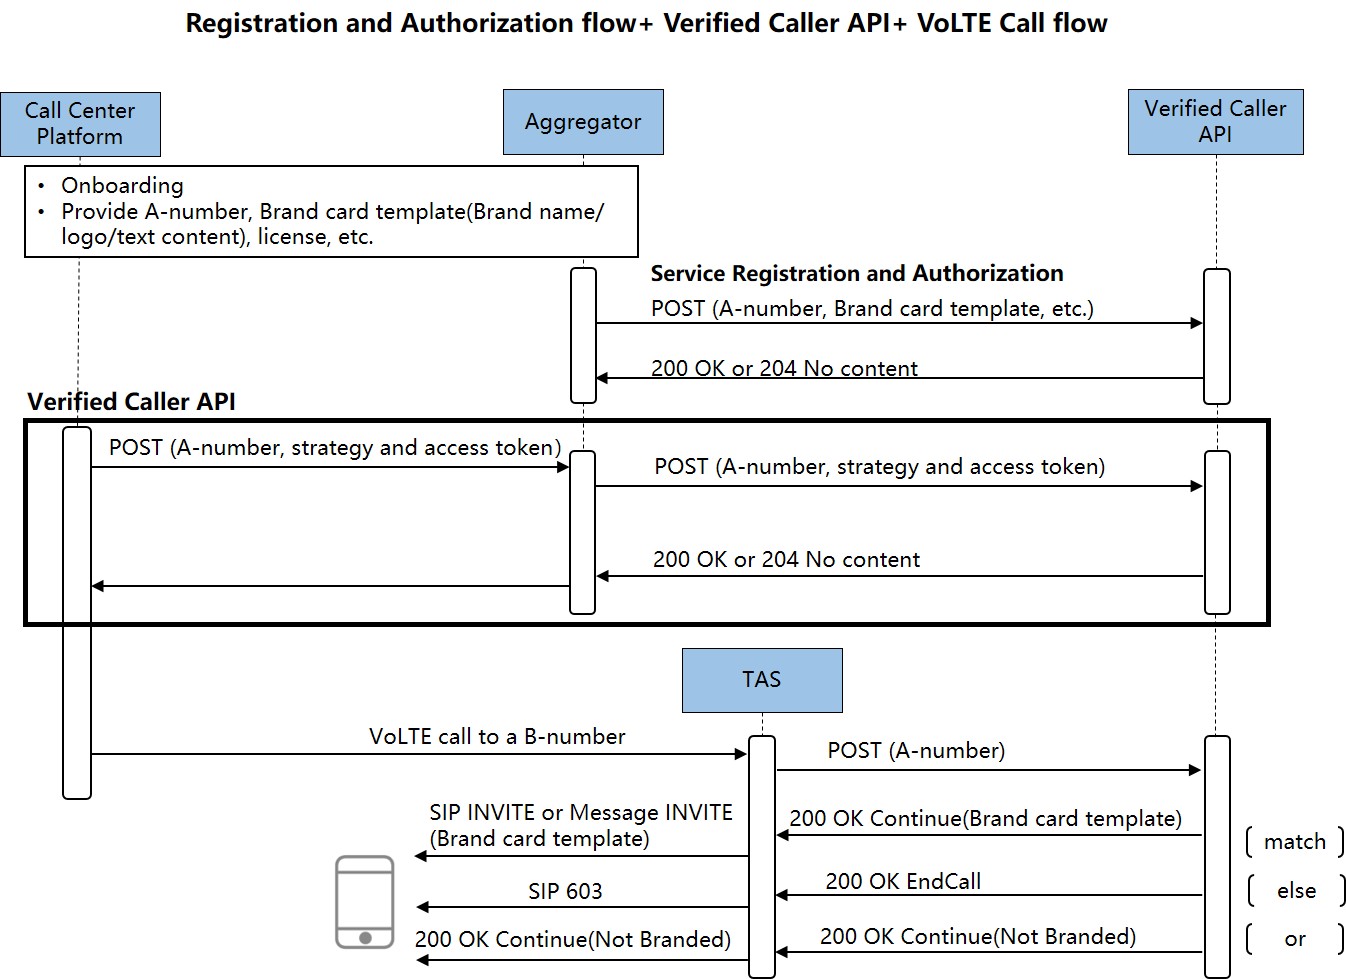 Registration and Authorization flow+ Verified Caller API+ VoLTE Call flow
Call Center
Platform
Aggregator
Verified Caller
API
• Onboarding
• Provide A-number, Brand card template(Brand name/
logo/text content), license, etc.
Service Registration and Authorization
POST (A-number, Brand card template, etc.)
200 OK or 204 No content
Verified Caller API
POST (A-number, strategy and access token)
POST (A-number, strategy and access token)
200 OK or 204 No content
TAS
VoLTE call to a B-number
POST (A-number)
SIP INVITE or Message INVITE
(Brand card template)
200 OK Continue(Brand card template)
match
SIP 603
200 OK EndCall
else
200 OK Continue(Not Branded)
200 OK Continue(Not Branded)
or